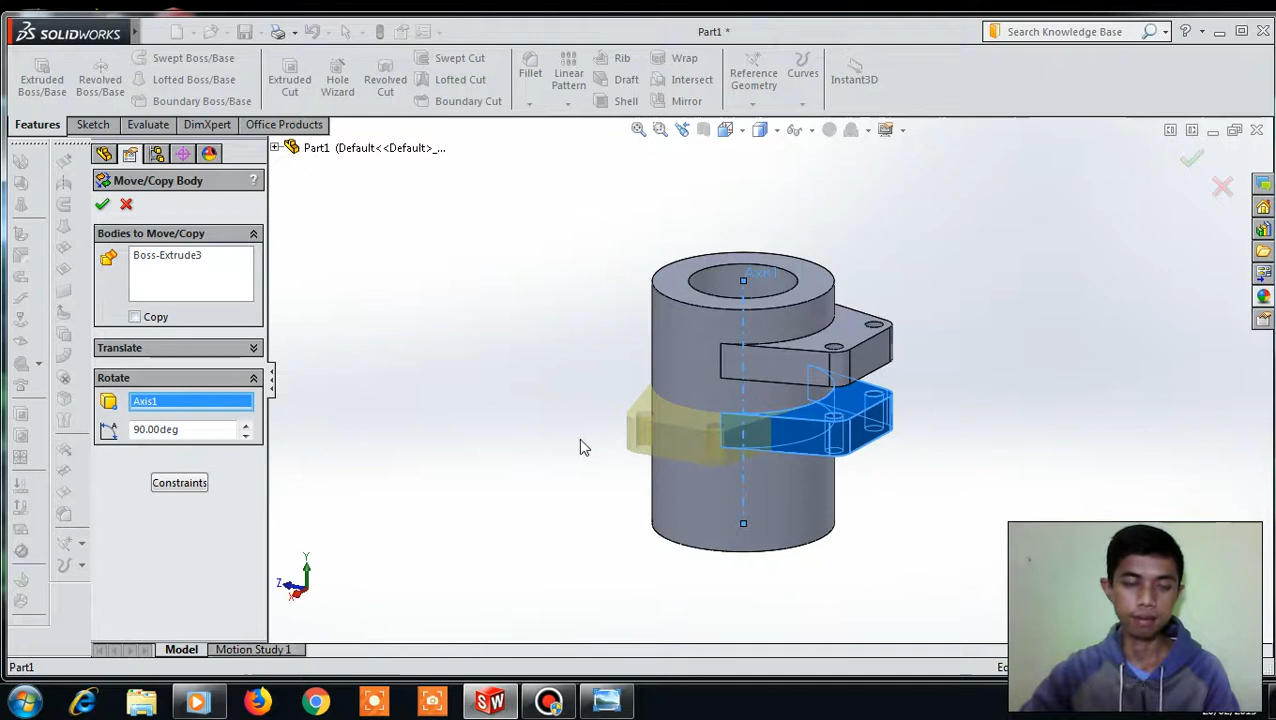 SOLIDWORKS
Part1 *
Search Knowledge Base
Extruded Boss/Base
Revolved Boss/Base
Swept Boss/Base
Lofted Boss/Base
Boundary Boss/Base
Extruded Cut
Hole Wizard
Revolved Cut
Swept Cut
Lofted Cut
Boundary Cut
Fillet
Linear Pattern
Rib
Draft
Shell
Wrap
Intersect
Mirror
Reference Geometry
Curves
Instant3D
Features
Sketch
Evaluate
DimXpert
Office Products
Part1 (Default<<Default>_...
Move/Copy Body
?
Bodies to Move/Copy
Boss-Extrude3
Copy
Translate
Rotate
Axis1
90.00deg
Constraints
Axis1
Y
Z
X
Model
Motion Study 1
Part1
SW